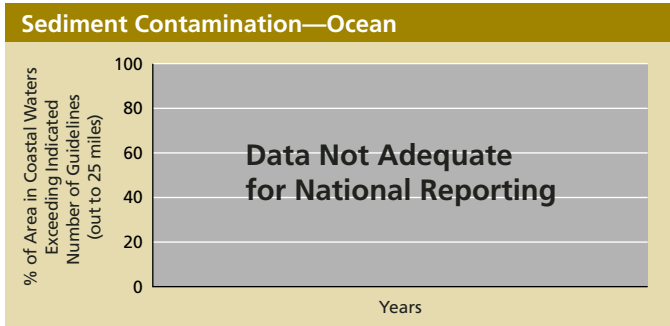 Sediment Contamination—Ocean
% of Area in Coastal Waters
Exceeding Indicated
Number of Guidelines
(out to 25 miles)
100
80
60
40
20
0
Data Not Adequate
for National Reporting
Years